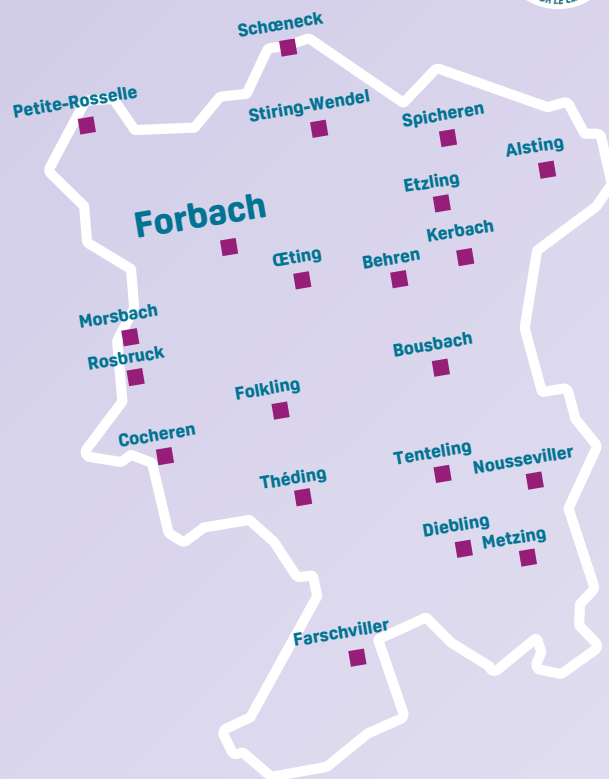 Schœneck
Petite-Rosselle
Stiring-Wendel
Spicheren
Alsting
Etzling
Forbach
Kerbach
Œting
Behren
Morsbach
Rosbruck
Bousbach
Folkling
Cocheren
Tenteling
Nousseviller
Théding
Diebling
Metzing
Farschviller